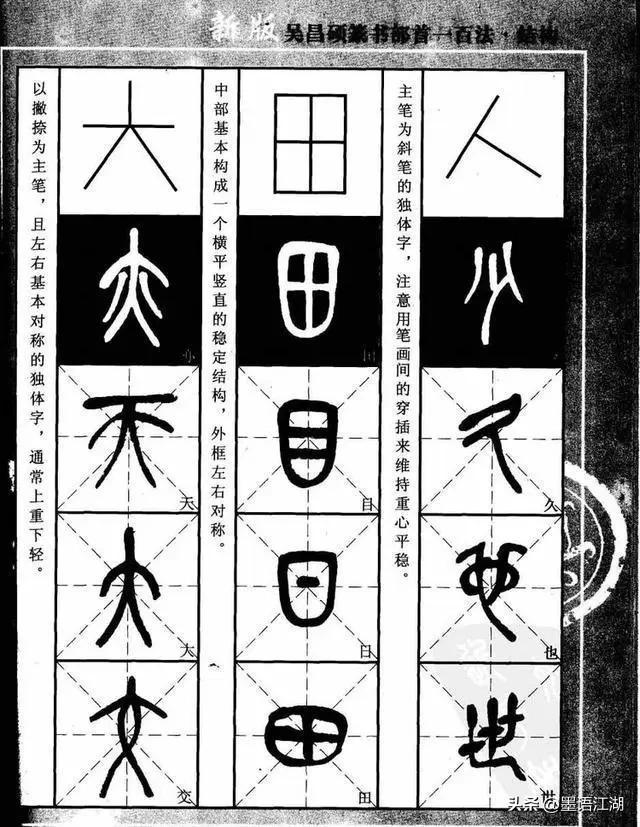 新版 吴昌硕篆书部首一百法·结构
主笔为斜笔的独体字，注意用笔画间的穿插来维持重心平稳。
久
也
世
中部基本构成一个横平竖直的稳定结构，外框左右对称。
田
目
日
田
以撇捺为主笔，且左右基本对称的独体字，通常上重下轻。
大
亦
天
大
交
头条@墨语江湖